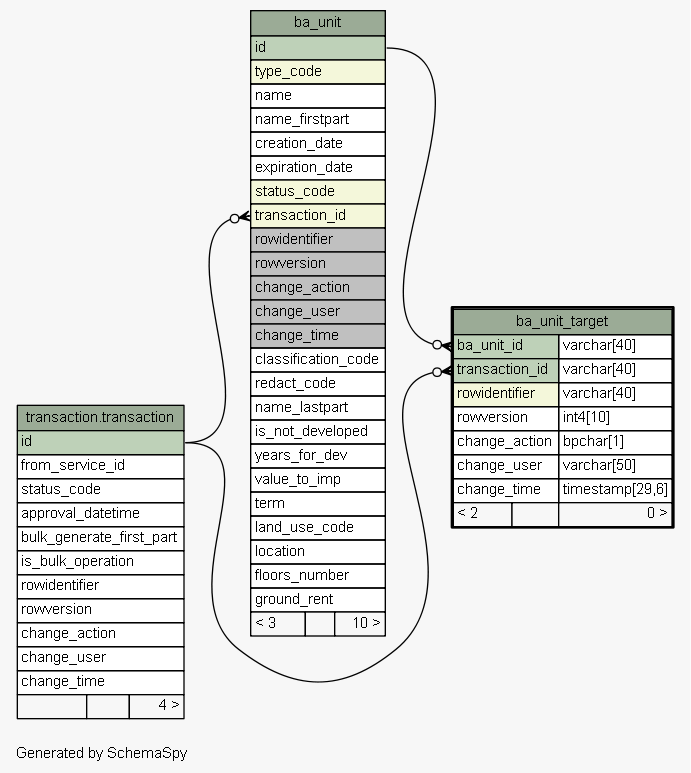 ba_unit
id
type_code
name
name_firstpart
creation_date
expiration_date
status_code
transaction_id
rowidentifier
rowversion
change_action
change_user
change_time
classification_code
redact_code
name_lastpart
is_not_developed
years_for_dev
value_to_imp
term
land_use_code
location
floors_number
ground_rent
< 3 10 >
ba_unit_target
ba_unit_id varchar[40]
transaction_id varchar[40]
rowidentifier varchar[40]
rowversion int4[10]
change_action bpchar[1]
change_user varchar[50]
change_time timestamp[29,6]
< 2 0 >
transaction.transaction
id
from_service_id
status_code
approval_datetime
bulk_generate_first_part
is_bulk_operation
rowidentifier
rowversion
change_action
change_user
change_time
4 >
Generated by SchemaSpy